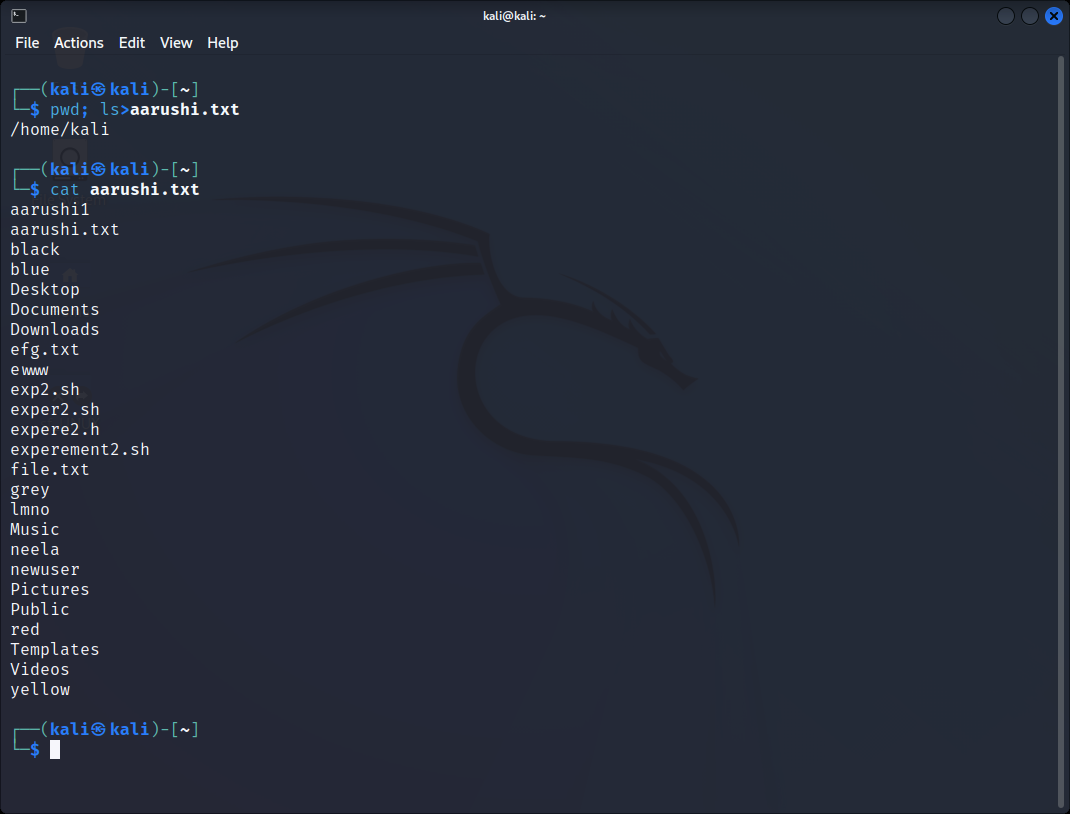 kali@kali: ~
File Actions Edit View Help
┌──(kali㉿kali)-[~]
└─$ pwd; ls>aarushi.txt
/home/kali
┌──(kali㉿kali)-[~]
└─$ cat aarushi.txt
aarushi1
aarushi.txt
black
blue
Desktop
Documents
Downloads
efg.txt
ewww
exp2.sh
exper2.sh
expere2.h
experement2.sh
file.txt
grey
lmno
Music
neela
newuser
Pictures
Public
red
Templates
Videos
yellow
┌──(kali㉿kali)-[~]
└─$